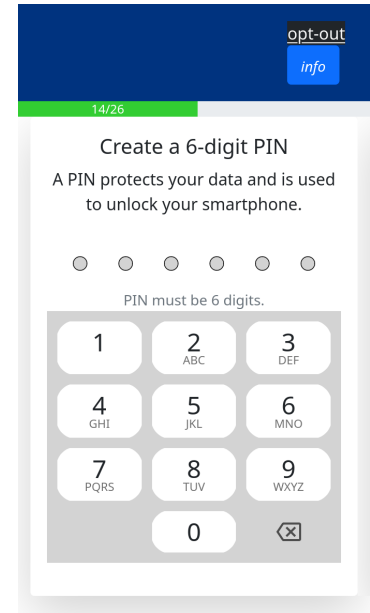 opt-out
info
14/26
Create a 6-digit PIN
A PIN protects your data and is used
to unlock your smartphone.
PIN must be 6 digits.
1 2 3
ABC DEF
4 5 6
GHI JKL MNO
7 8 9
PQRS TUV WXYZ
0